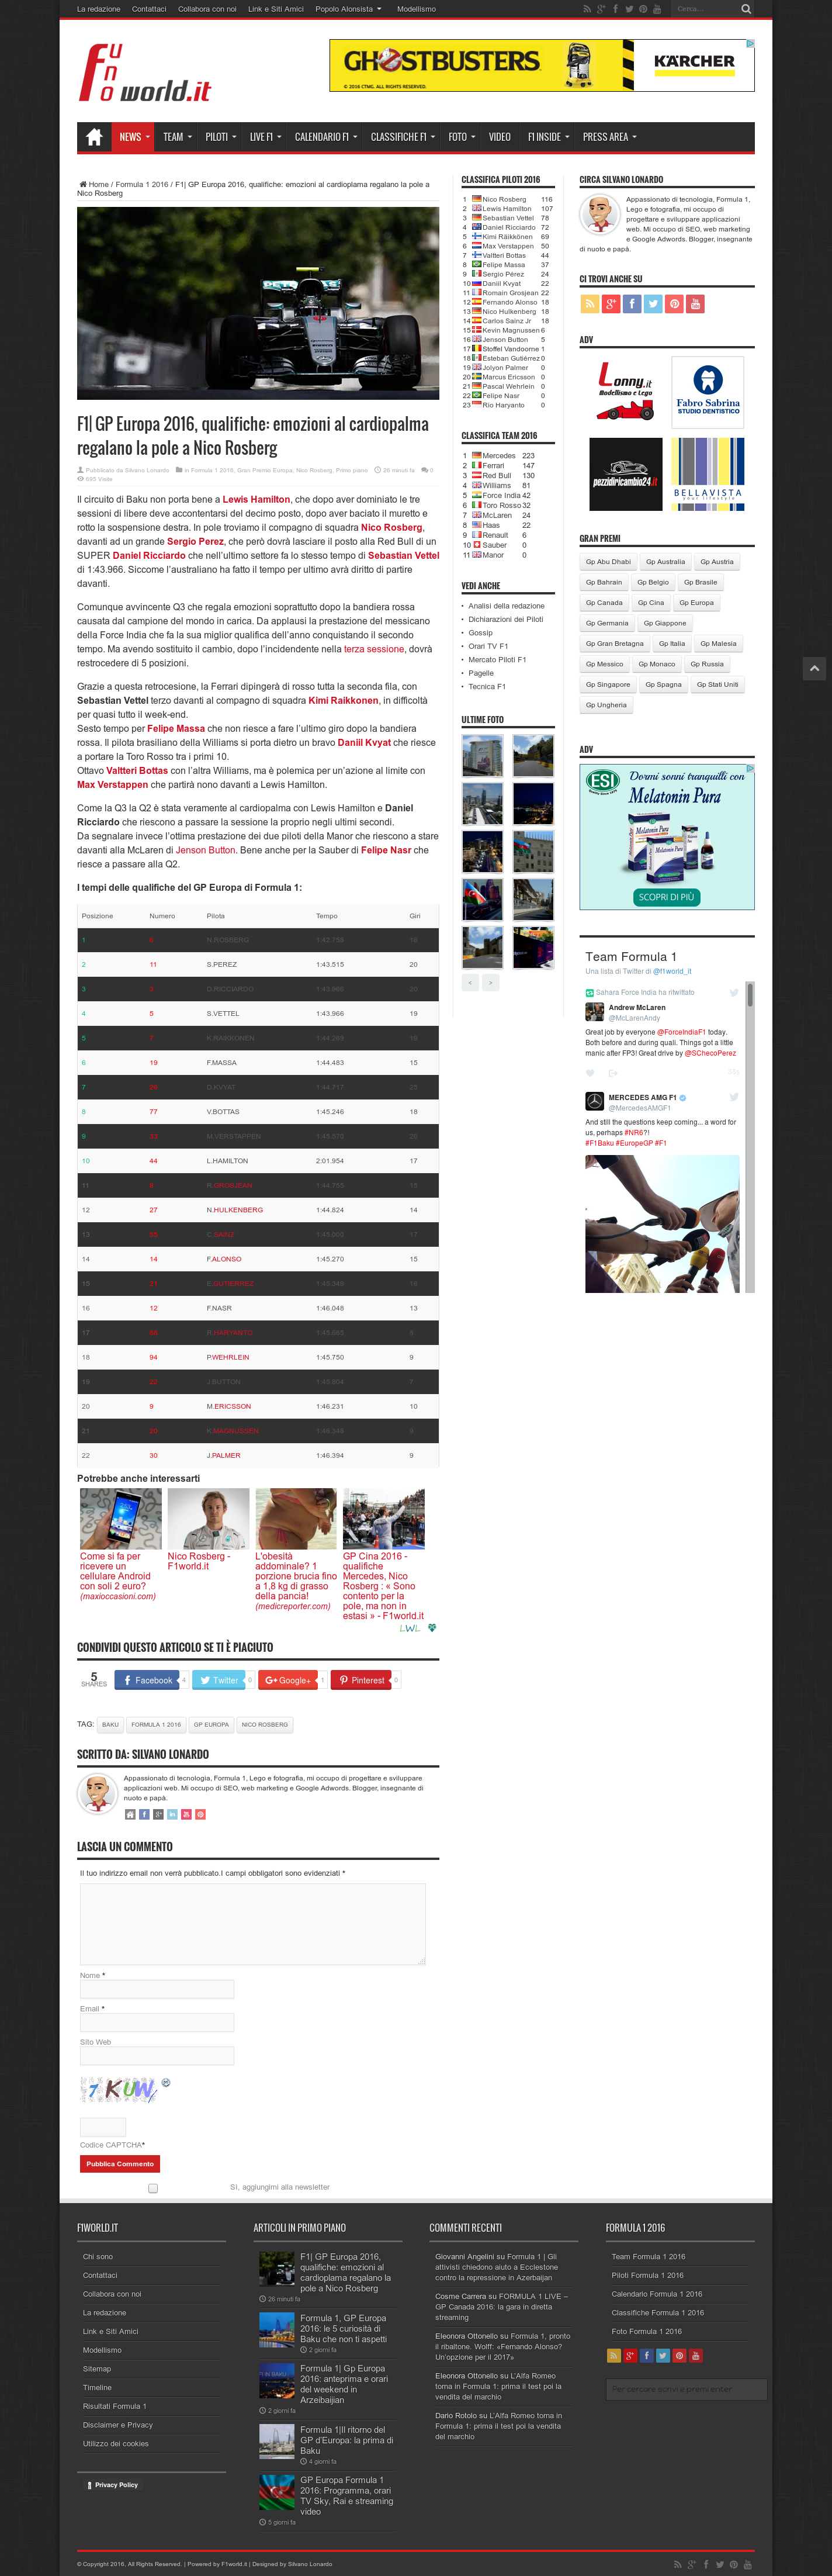 La redazione Contattaci Collabora con noi Link e Siti Amici Popolo Alonsista Modellismo
Cerca...
Funoworld.it
GHOSTBUSTERS
© 2016 CTMG. ALL RIGHTS RESERVED.
KÄRCHER
NEWS TEAM PILOTI LIVE F1 CALENDARIO F1 CLASSIFICHE F1 FOTO VIDEO F1 INSIDE PRESS AREA
Home / Formula 1 2016 / F1| GP Europa 2016, qualifiche: emozioni al cardioplama regalano la pole a
Nico Rosberg
F1| GP Europa 2016, qualifiche: emozioni al cardiopalma
regalano la pole a Nico Rosberg
Pubblicato da Silvano Lonardo in Formula 1 2016, Gran Premio Europa, Nico Rosberg, Primo piano 26 minuti fa 0
695 Visite
Il circuito di Baku non porta bene a Lewis Hamilton, che dopo aver dominiato le tre
sessioni di libere deve accontentarsi del decimo posto, dopo aver baciato il muretto e
rotto la sospensione destra. In pole troviamo il compagno di squadra Nico Rosberg,
davanti ad un grande Sergio Perez, che però dovrà lasciare il posto alla Red Bull di un
SUPER Daniel Ricciardo che nell'ultimo settore fa lo stesso tempo di Sebastian Vettel
di 1:43.966. Siccome l'australiano ha fatto il tempo davanti avrà diritto per partire
davanti.
Comunque avvincente Q3 che regala emozioni soprattutto dopo la caduta dal
paradiso del campione del mondo in carica. Da applausi la prestazione del messicano
della Force India che fa la sua miglior qualifica dell'anno conquistando il secondo
tempo. Ma avendo sostituito il cambio, dopo l'incidente nella terza sessione, dovrà
restrocedere di 5 posizioni.
Grazie a questa retrocesione, la Ferrari dipingerà di rosso tutta la seconda fila, con
Sebastian Vettel terzo davanti al compagno di squadra Kimi Raikkonen, in difficoltà
per quasi tutto il week-end.
Sesto tempo per Felipe Massa che non riesce a fare l'ultimo giro dopo la bandiera
rossa. Il pilota brasiliano della Williams si porta dietro un bravo Daniil Kvyat che riesce
a portare la Toro Rosso tra i primi 10.
Ottavo Valtteri Bottas con l'altra Williams, ma è polemica per un'azione al limite con
Max Verstappen che partirà nono davanti a Lewis Hamilton.
Come la Q3 la Q2 è stata veramente al cardiopalma con Lewis Hamilton e Daniel
Ricciardo che riescono a passare la sessione la proprio negli ultimi secondi.
Da segnalare invece l'ottima prestazione dei due piloti della Manor che riescono a stare
davanti alla McLaren di Jenson Button. Bene anche per la Sauber di Felipe Nasr che
riesce a passare alla Q2.
I tempi delle qualifiche del GP Europa di Formula 1:
Posizione Numero Pilota Tempo Giri
1 6 N.ROSBERG 1:42.758 16
2 11 S.PEREZ 1:43.515 20
3 3 D.RICCIARDO 1:43.966 20
4 5 S.VETTEL 1:43.966 19
5 7 K.RAIKKONEN 1:44.269 19
6 19 F.MASSA 1:44.483 15
7 26 D.KVYAT 1:44.717 25
8 77 V.BOTTAS 1:45.246 18
9 33 M.VERSTAPPEN 1:45.570 20
10 44 L.HAMILTON 2:01.954 17
11 8 R.GROSJEAN 1:44.755 15
12 27 N.HULKENBERG 1:44.824 14
13 55 C.SAINZ 1:45.000 17
14 14 F.ALONSO 1:45.270 15
15 21 E.GUTIERREZ 1:45.349 16
16 12 F.NASR 1:46.048 13
17 88 R.HARYANTO 1:45.665 8
18 94 P.WEHRLEIN 1:45.750 9
19 22 J.BUTTON 1:45.804 7
20 9 M.ERICSSON 1:46.231 10
21 20 K.MAGNUSSEN 1:46.348 9
22 30 J.PALMER 1:46.394 9
Potrebbe anche interessarti
Come si fa per
ricevere un
cellulare Android
con soli 2 euro?
(maxioccasioni.com)
Nico Rosberg -
F1world.it
L'obesità
addominale? 1
porzione brucia fino
a 1,8 kg di grasso
della pancia!
(medicreporter.com)
GP Cina 2016 -
qualifiche
Mercedes, Nico
Rosberg : « Sono
contento per la
pole, ma non in
estasi » - F1world.it
LWL
CONDIVIDI QUESTO ARTICOLO SE TI È PIACIUTO
5
SHARES
Facebook 4 Twitter 0 Google+ 1 Pinterest 0
TAG: BAKU FORMULA 1 2016 GP EUROPA NICO ROSBERG
SCRITTO DA: SILVANO LONARDO
Appassionato di tecnologia, Formula 1, Lego e fotografia, mi occupo di progettare e sviluppare
applicazioni web. Mi occupo di SEO, web marketing e Google Adwords. Blogger, insegnante di
nuoto e papà.
LASCIA UN COMMENTO
Il tuo indirizzo email non verrà pubblicato.I campi obbligatori sono evidenziati *
Nome *
Email *
Sito Web
7KUW
Codice CAPTCHA*
Pubblica Commento
Sì, aggiungimi alla newsletter
CLASSIFICA PILOTI 2016
1 Nico Rosberg 116
2 Lewis Hamilton 107
3 Sebastian Vettel 78
4 Daniel Ricciardo 72
5 Kimi Räikkönen 69
6 Max Verstappen 50
7 Valtteri Bottas 44
8 Felipe Massa 37
9 Sergio Pérez 24
10 Daniil Kvyat 22
11 Romain Grosjean 22
12 Fernando Alonso 18
13 Nico Hulkenberg 18
14 Carlos Sainz Jr 18
15 Kevin Magnussen 6
16 Jenson Button 5
17 Stoffel Vandoorne 1
18 Esteban Gutiérrez 0
19 Jolyon Palmer 0
20 Marcus Ericsson 0
21 Pascal Wehrlein 0
22 Felipe Nasr 0
23 Rio Haryanto 0
CLASSIFICA TEAM 2016
1 Mercedes 223
2 Ferrari 147
3 Red Bull 130
4 Williams 81
5 Force India 42
6 Toro Rosso 32
7 McLaren 24
8 Haas 22
9 Renault 6
10 Sauber 0
11 Manor 0
VEDI ANCHE
Analisi della redazione
Dichiarazioni dei Piloti
Gossip
Orari TV F1
Mercato Piloti F1
Pagelle
Tecnica F1
ULTIME FOTO
< >
CIRCA SILVANO LONARDO
Appassionato di tecnologia, Formula 1,
Lego e fotografia, mi occupo di
progettare e sviluppare applicazioni
web. Mi occupo di SEO, web marketing
e Google Adwords. Blogger, insegnante
di nuoto e papà.
CI TROVI ANCHE SU
ADV
Lonny.it
Modellismo e Lego
Fabro Sabrina
STUDIO DENTISTICO
pezzidiricambio24.it
BELLAVISTA
your lifestyle
GRAN PREMI
Gp Abu Dhabi Gp Australia Gp Austria
Gp Bahrain Gp Belgio Gp Brasile
Gp Canada Gp Cina Gp Europa
Gp Germania Gp Giappone
Gp Gran Bretagna Gp Italia Gp Malesia
Gp Messico Gp Monaco Gp Russia
Gp Singapore Gp Spagna Gp Stati Uniti
Gp Ungheria
ADV
ESI
Dormi sonni tranquilli con
Melatonin Pura
SCOPRI DI PIÙ
Team Formula 1
Una lista di Twitter di @f1world_it
Sahara Force India ha ritwittato
Andrew McLaren
@McLarenAndy
Great job by everyone @ForceIndiaF1 today.
Both before and during quali. Things got a little
manic after FP3! Great drive by @SChecoPerez
MERCEDES AMG F1
@MercedesAMGF1
And still the questions keep coming... a word for
us, perhaps #NR6?!
#F1Baku #EuropeGP #F1
F1WORLD.IT
Chi sono
Contattaci
Collabora con noi
La redazione
Link e Siti Amici
Modellismo
Sitemap
Timeline
Risultati Formula 1
Disclaimer e Privacy
Utilizzo dei cookies
Privacy Policy
ARTICOLI IN PRIMO PIANO
F1| GP Europa 2016,
qualifiche: emozioni al
cardioplama regalano la
pole a Nico Rosberg
26 minuti fa
Formula 1, GP Europa
2016: le 5 curiosità di
Baku che non ti aspetti
2 giorni fa
Formula 1| Gp Europa
2016: anteprima e orari
del weekend in
Arzeibaijian
2 giorni fa
Formula 1|Il ritorno del
GP d'Europa: la prima di
Baku
4 giorni fa
GP Europa Formula 1
2016: Programma, orari
TV Sky, Rai e streaming
video
5 giorni fa
COMMENTI RECENTI
Giovanni Angelini su Formula 1 | Gli
attivisti chiedono aiuto a Ecclestone
contro la repressione in Azerbaijan
Cosme Carrera su FORMULA 1 LIVE –
GP Canada 2016: la gara in diretta
streaming
Eleonora Ottonello su Formula 1, pronto
il ribaltone. Wolff: «Fernando Alonso?
Un'opzione per il 2017»
Eleonora Ottonello su L'Alfa Romeo
torna in Formula 1: prima il test poi la
vendita del marchio
Dario Rotolo su L'Alfa Romeo torna in
Formula 1: prima il test poi la vendita
del marchio
FORMULA 1 2016
Team Formula 1 2016
Piloti Formula 1 2016
Calendario Formula 1 2016
Classifiche Formula 1 2016
Foto Formula 1 2016
Per cercare scrivi e premi enter
© Copyright 2016, All Rights Reserved. | Powered by F1world.it | Designed by Silvano Lonardo